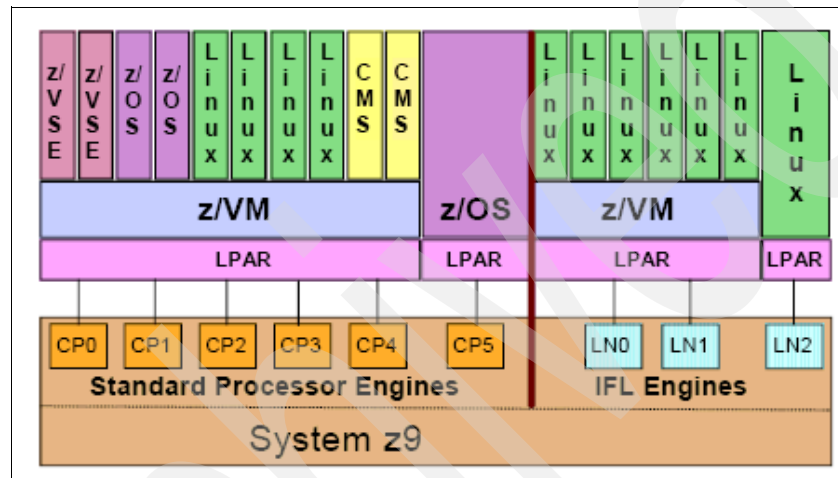 z/VSE
z/VSE
z/OS
z/OS
Linux
Linux
Linux
Linux
CMS
CMS
z/OS
Linux
Linux
Linux
Linux
Linux
Linux
Linux
z/VM
z/VM
LPAR
LPAR
LPAR
LPAR
CP0
CP1
CP2
CP3
CP4
CP5
LN0
LN1
LN2
Standard Processor Engines
IFL Engines
System z9